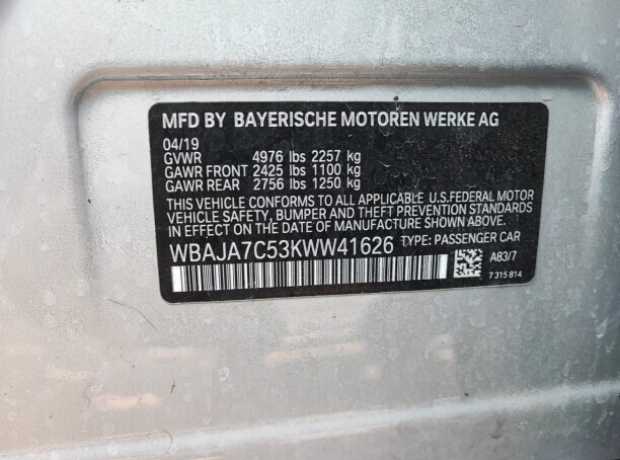 MFD BY BAYERISCHE MOTOREN WERKE AG
04/19
GVWR 4976 lbs 2257 kg
GAWR FRONT 2425 lbs 1100 kg
GAWR REAR 2756 lbs 1250 kg
THIS VEHICLE CONFORMS TO ALL APPLICABLE U.S.FEDERAL MOTOR
VEHICLE SAFETY, BUMPER AND THEFT PREVENTION STANDARDS
IN EFFECT ON THE DATE OF MANUFACTURE SHOWN ABOVE.
WBAJA7C53KWW41626 TYPE: PASSENGER CAR
A83/7
7 315 814